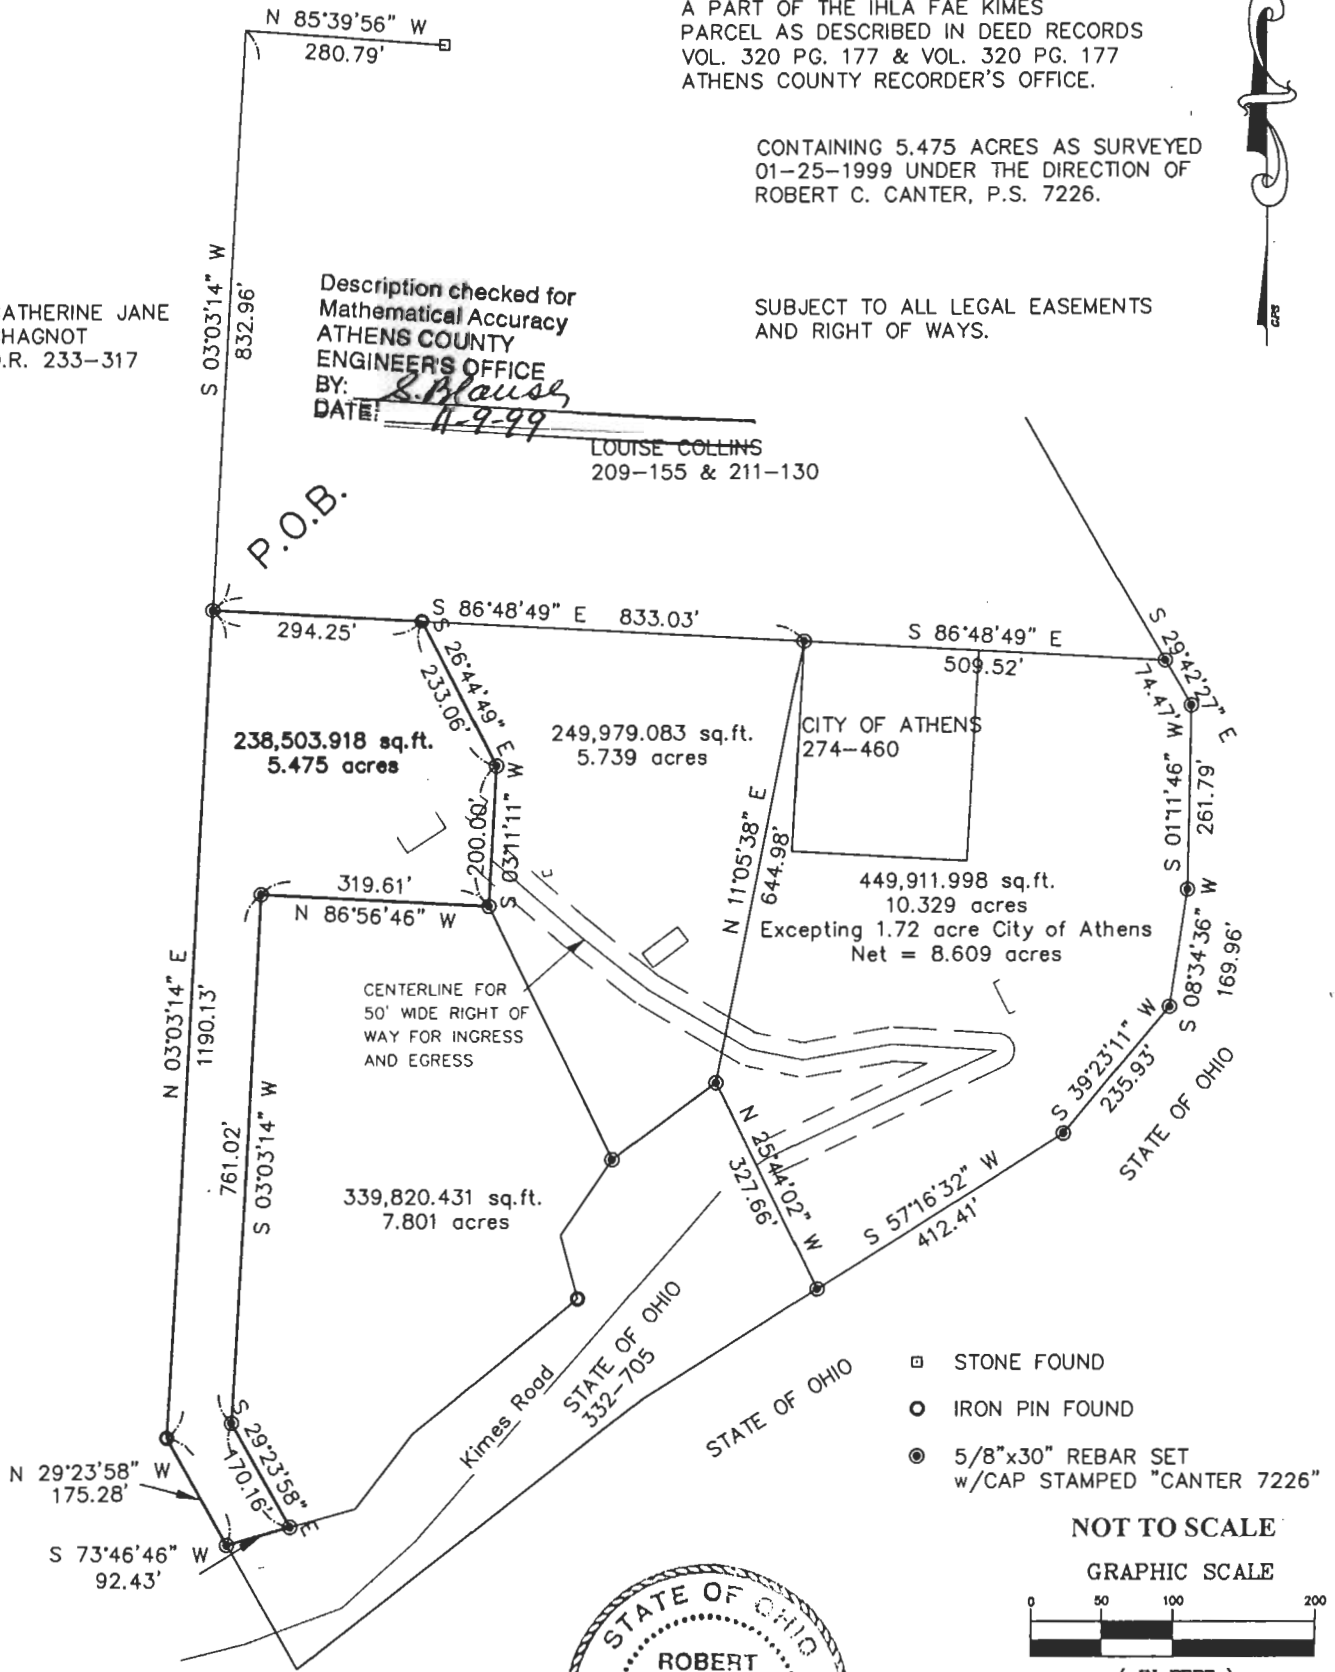 N 85°39'56" W
280.79'
A PART OF THE IHLA FAE KIMES
PARCEL AS DESCRIBED IN DEED RECORDS
VOL. 320 PG. 177 & VOL. 320 PG. 177
ATHENS COUNTY RECORDER'S OFFICE.
CONTAINING 5.475 ACRES AS SURVEYED
01-25-1999 UNDER THE DIRECTION OF
ROBERT C. CANTER, P.S. 7226.
SUBJECT TO ALL LEGAL EASEMENTS
AND RIGHT OF WAYS.
GPS
S 03°03'14" W
832.96'
ATHERINE JANE
HAGNOT
.R. 233-317
Description checked for
Mathematical Accuracy
ATHENS COUNTY
ENGINEER'S OFFICE
BY: S. Blauser
DATE: 11-9-99
LOUISE COLLINS
209-155 & 211-130
P.O.B.
294.25'
S 86°48'49" E 833.03'
S 86°48'49" E
509.52'
S 29°42'27" E
74.47'
S 26°44'49" E
233.06'
238,503.918 sq.ft.
5.475 acres
249,979.083 sq.ft.
5.739 acres
CITY OF ATHENS
274-460
S 01°11'46" W
261.79'
200.00'
S 03°11'11" W
N 11°05'38" E
644.98'
319.61'
N 86°56'46" W
449,911.998 sq.ft.
10.329 acres
Excepting 1.72 acre City of Athens
Net = 8.609 acres
S 08°34'36" W
169.96'
N 03°03'14" E
1190.13'
CENTERLINE FOR
50' WIDE RIGHT OF
WAY FOR INGRESS
AND EGRESS
S 39°23'11" W
235.93'
STATE OF OHIO
761.02'
S 03°03'14" W
339,820.431 sq.ft.
7.801 acres
N 25°44'02" W
327.66'
S 57°16'32" W
412.41'
STATE OF OHIO
332-705
Kimes Road
STATE OF OHIO
STONE FOUND
IRON PIN FOUND
5/8"x30" REBAR SET
w/CAP STAMPED "CANTER 7226"
S 29°23'58" E
170.16'
N 29°23'58" W
175.28'
S 73°46'46" W
92.43'
NOT TO SCALE
GRAPHIC SCALE
0 50 100 200
STATE OF OHIO
ROBERT